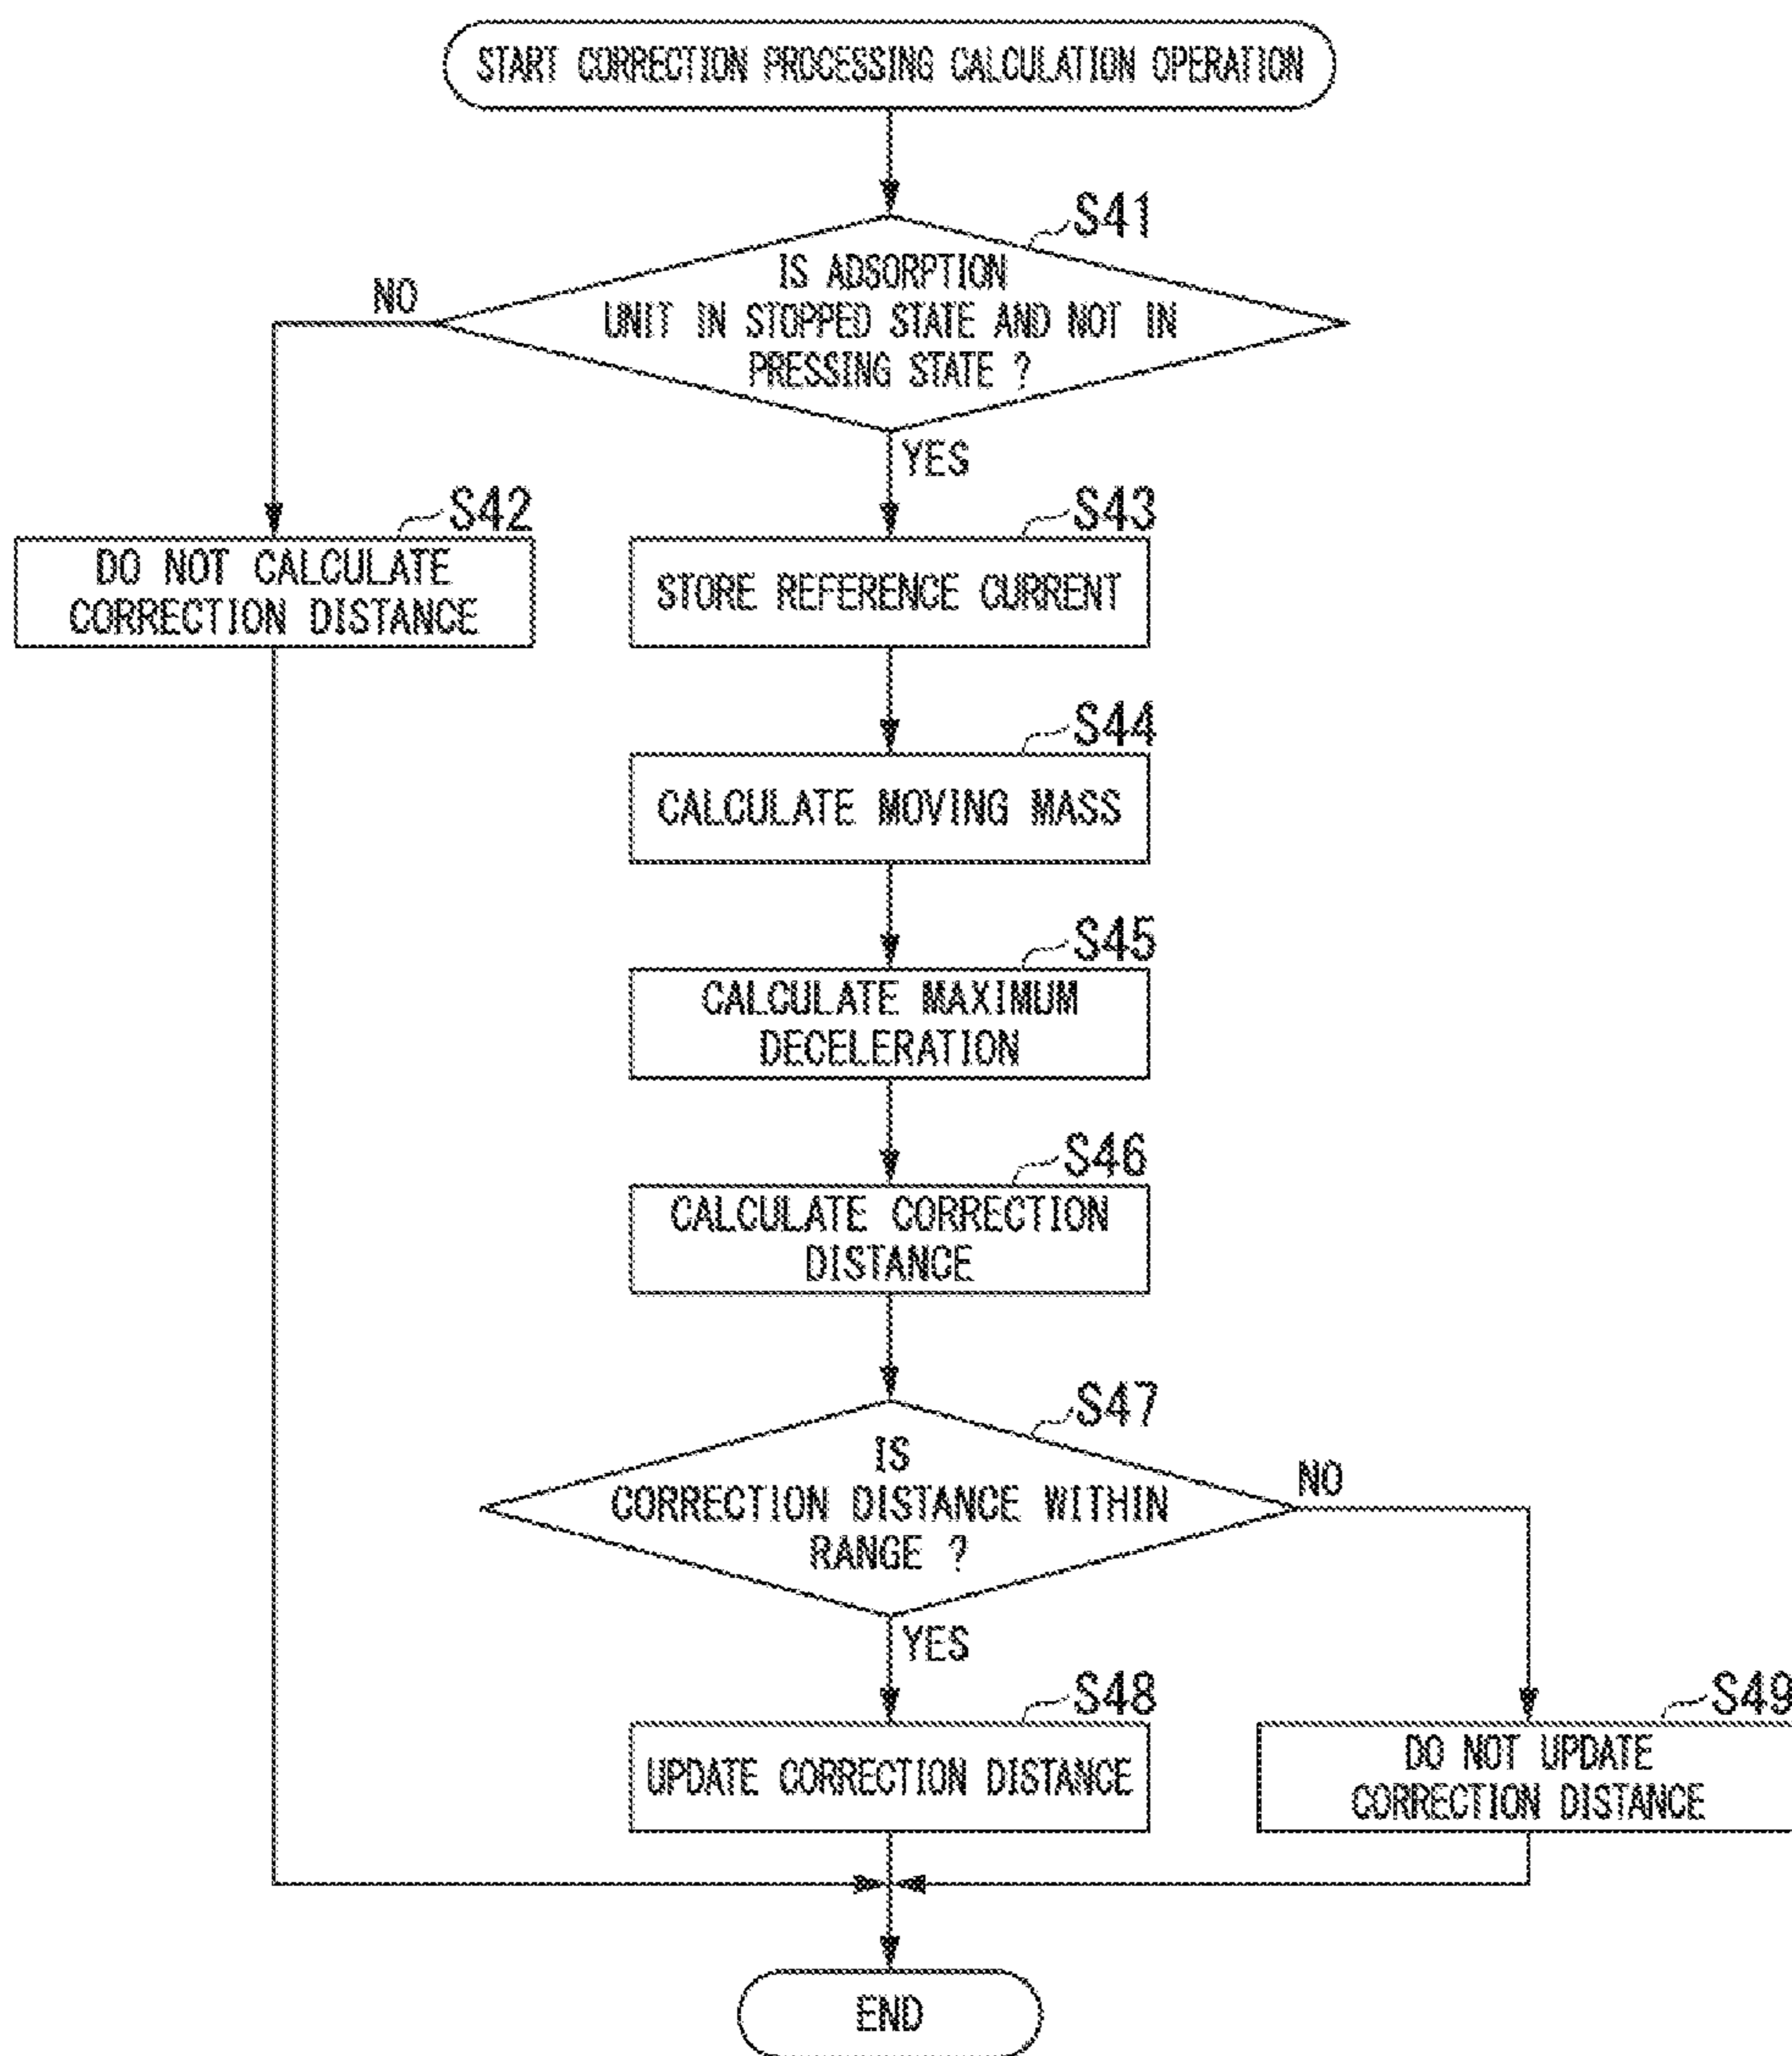 START CORRECTION PROCESSING CALCULATION OPERATION
S41
IS ADSORPTION
UNIT IN STOPPED STATE AND NOT IN
PRESSING STATE ?
NO
YES
S42
DO NOT CALCULATE
CORRECTION DISTANCE
S43
STORE REFERENCE CURRENT
S44
CALCULATE MOVING MASS
S45
CALCULATE MAXIMUM
DECELERATION
S46
CALCULATE CORRECTION
DISTANCE
S47
IS
CORRECTION DISTANCE WITHIN
RANGE ?
NO
YES
S48
UPDATE CORRECTION DISTANCE
S49
DO NOT UPDATE
CORRECTION DISTANCE
END